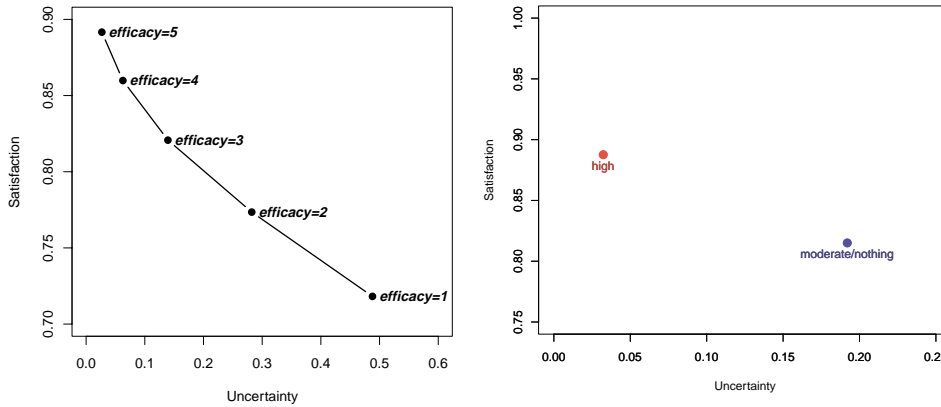 0.90
0.85
0.80
0.75
0.70
Satisfaction
efficacy=5
efficacy=4
efficacy=3
efficacy=2
efficacy=1
0.0 0.1 0.2 0.3 0.4 0.5 0.6
Uncertainty
1.00
0.95
0.90
0.85
0.80
0.75
Satisfaction
high
moderate/nothing
0.00 0.05 0.10 0.15 0.20
Uncertainty